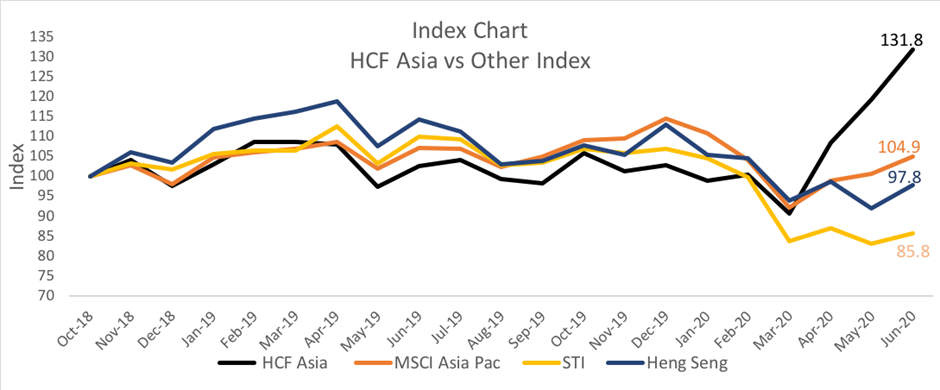 Index Chart
HCF Asia vs Other Index
Index
135
130
125
120
115
110
105
100
95
90
85
80
75
70
131.8
104.9
97.8
85.8
Oct-18
Nov-18
Dec-18
Jan-19
Feb-19
Mar-19
Apr-19
May-19
Jun-19
Jul-19
Aug-19
Sep-19
Oct-19
Nov-19
Dec-19
Jan-20
Feb-20
Mar-20
Apr-20
May-20
Jun-20
HCF Asia MSCI Asia Pac STI Heng Seng